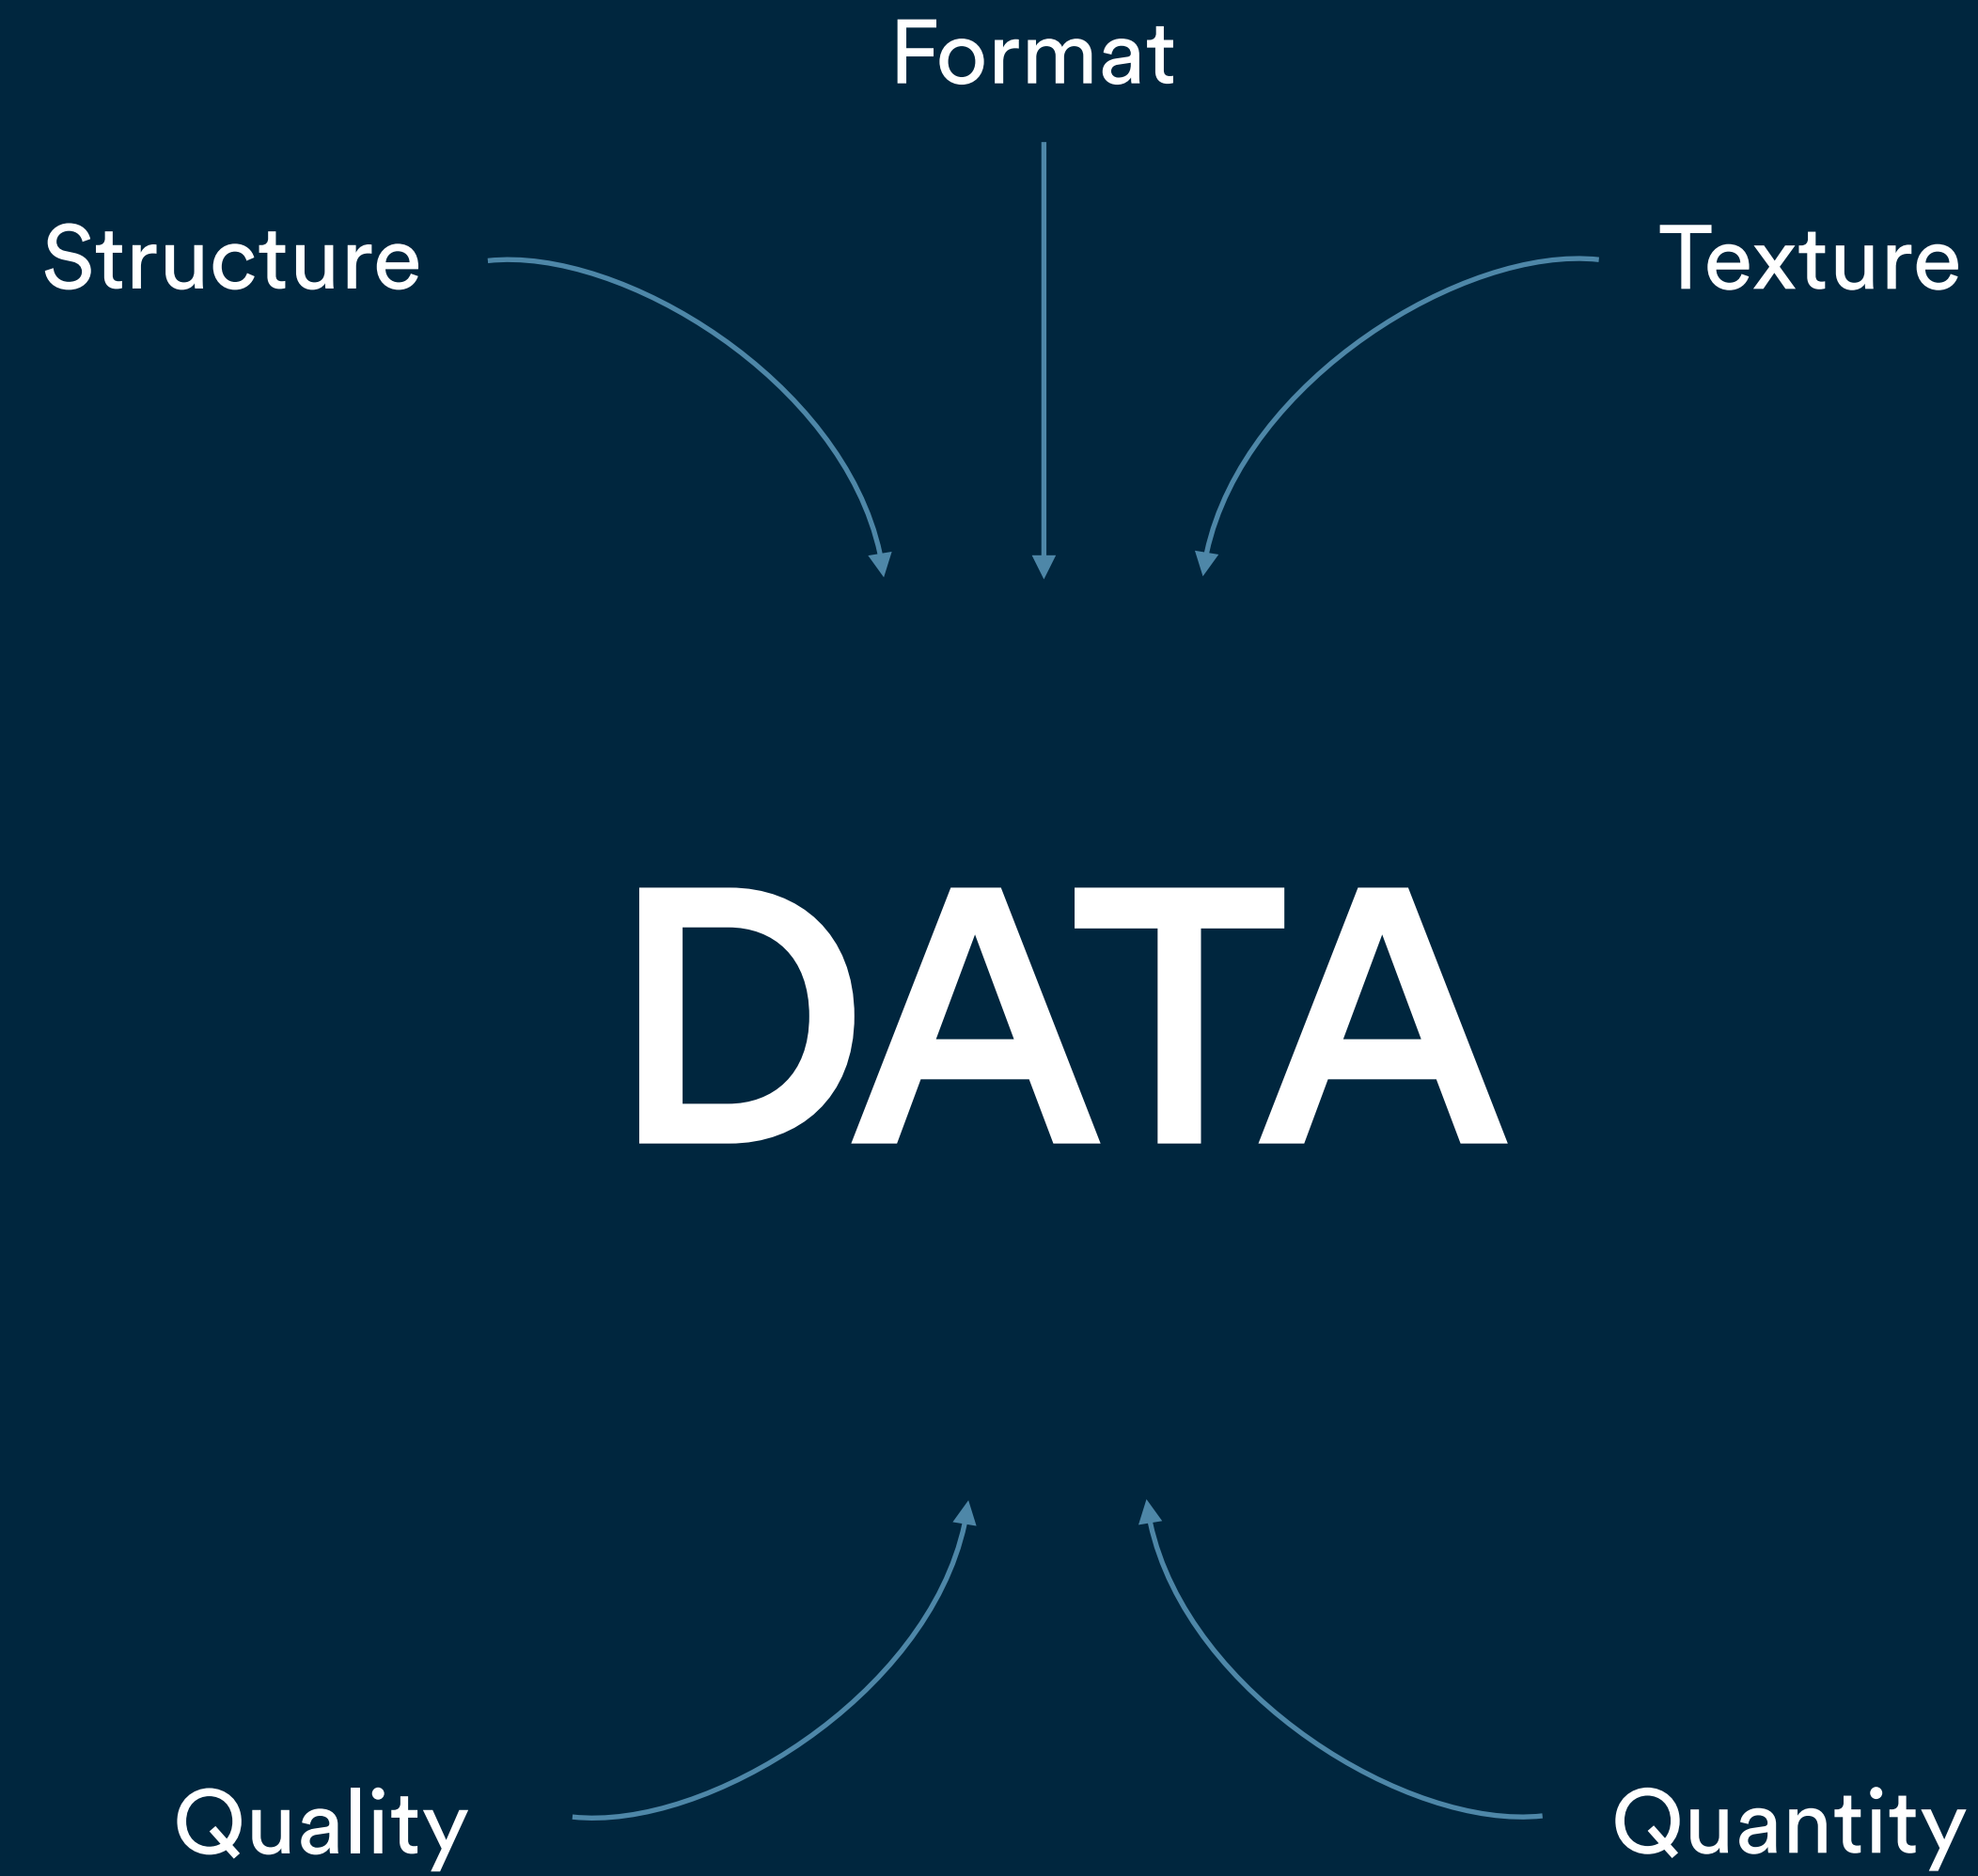 Format
Structure
Texture
DATA
Quality
Quantity